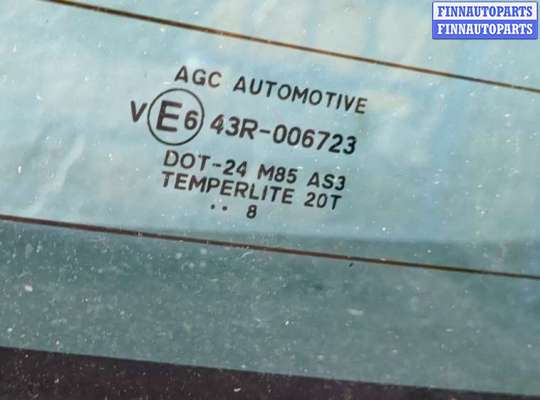 FINNAUTOPARTS
FINNAUTOPARTS
AGC AUTOMOTIVE
V E6 43R-006723
DOT-24 M85 AS3
TEMPERLITE 20T
.. 8